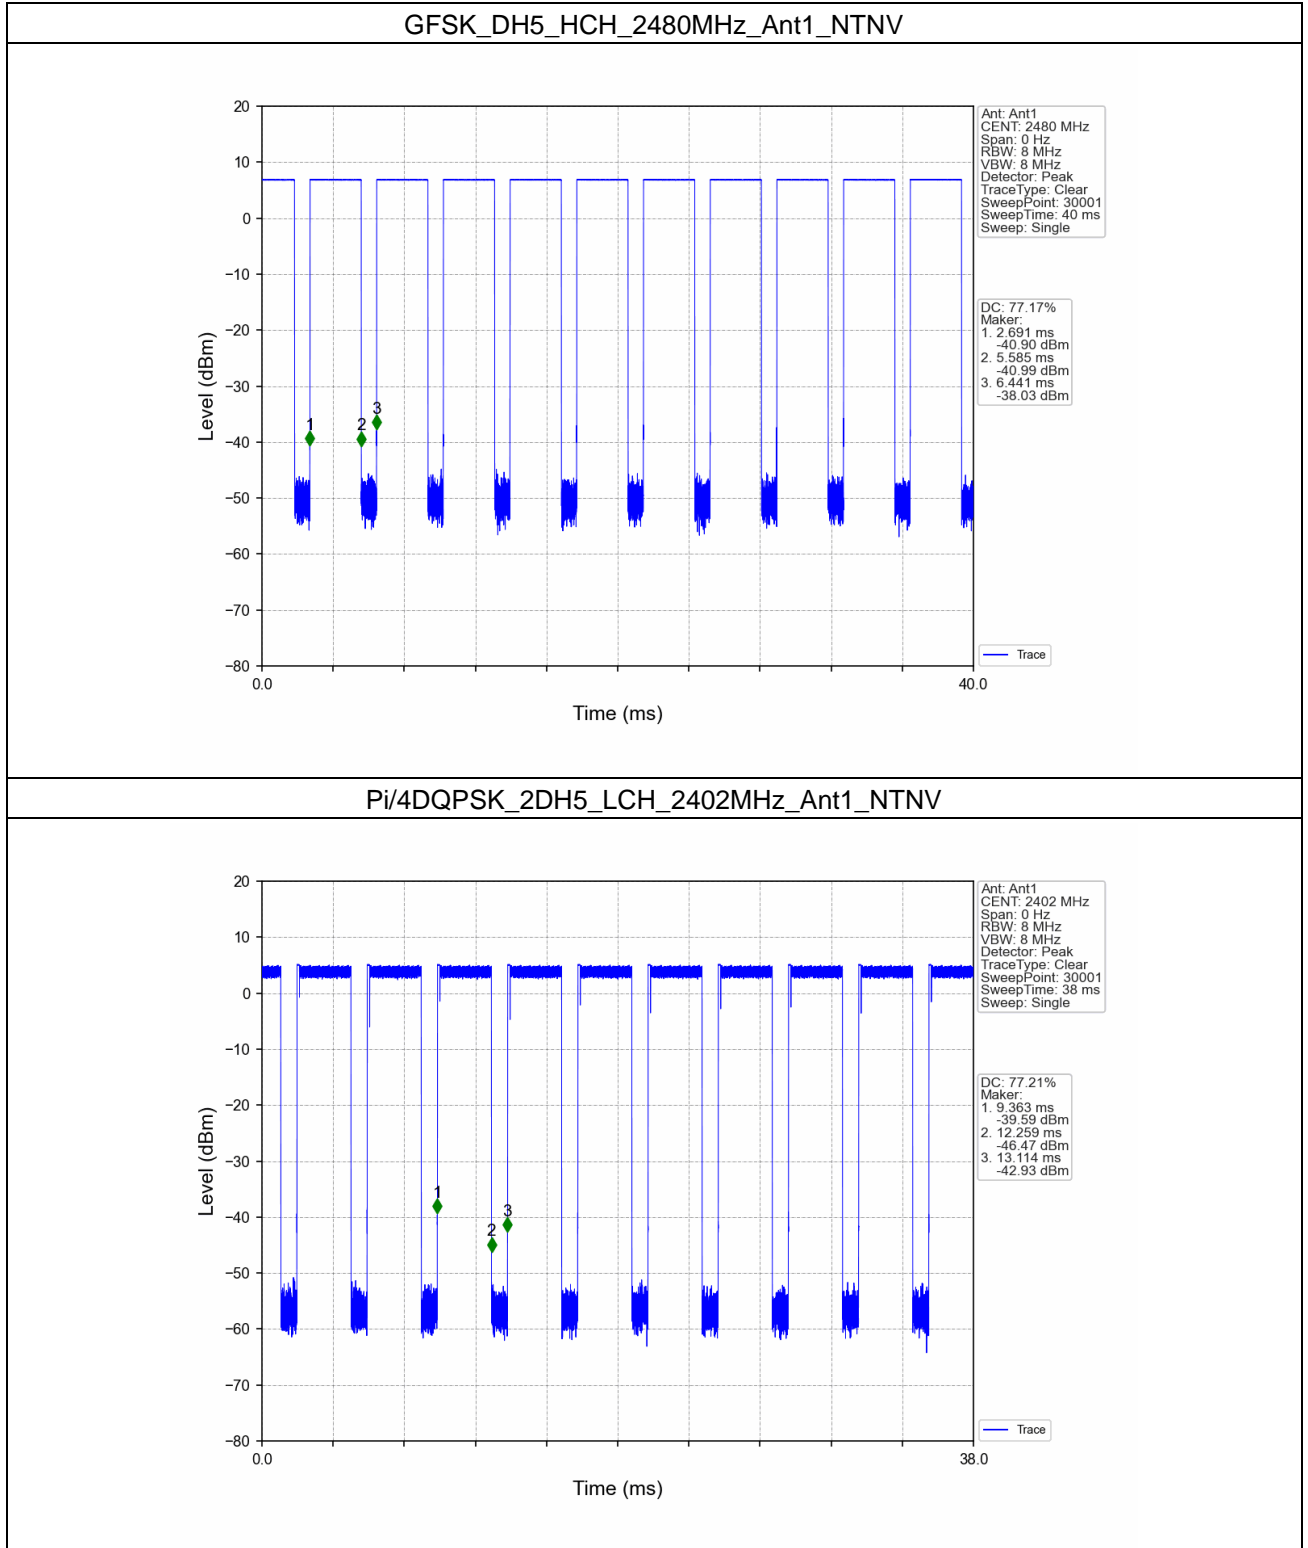 GFSK_DH5_HCH_2480MHz_Ant1_NTNV
20
10
0
−10
−20
−30
−40
−50
−60
−70
−80
Level (dBm)
1
2
3
0.0
40.0
Time (ms)
Ant: Ant1
CENT: 2480 MHz
Span: 0 Hz
RBW: 8 MHz
VBW: 8 MHz
Detector: Peak
TraceType: Clear
SweepPoint: 30001
SweepTime: 40 ms
Sweep: Single
DC: 77.17%
Maker:
1. 2.691 ms
-40.90 dBm
2. 5.585 ms
-40.99 dBm
3. 6.441 ms
-38.03 dBm
Trace
Pi/4DQPSK_2DH5_LCH_2402MHz_Ant1_NTNV
20
10
0
−10
−20
−30
−40
−50
−60
−70
−80
Level (dBm)
1
2
3
0.0
38.0
Time (ms)
Ant: Ant1
CENT: 2402 MHz
Span: 0 Hz
RBW: 8 MHz
VBW: 8 MHz
Detector: Peak
TraceType: Clear
SweepPoint: 30001
SweepTime: 38 ms
Sweep: Single
DC: 77.21%
Maker:
1. 9.363 ms
-39.59 dBm
2. 12.259 ms
-46.47 dBm
3. 13.114 ms
-42.93 dBm
Trace